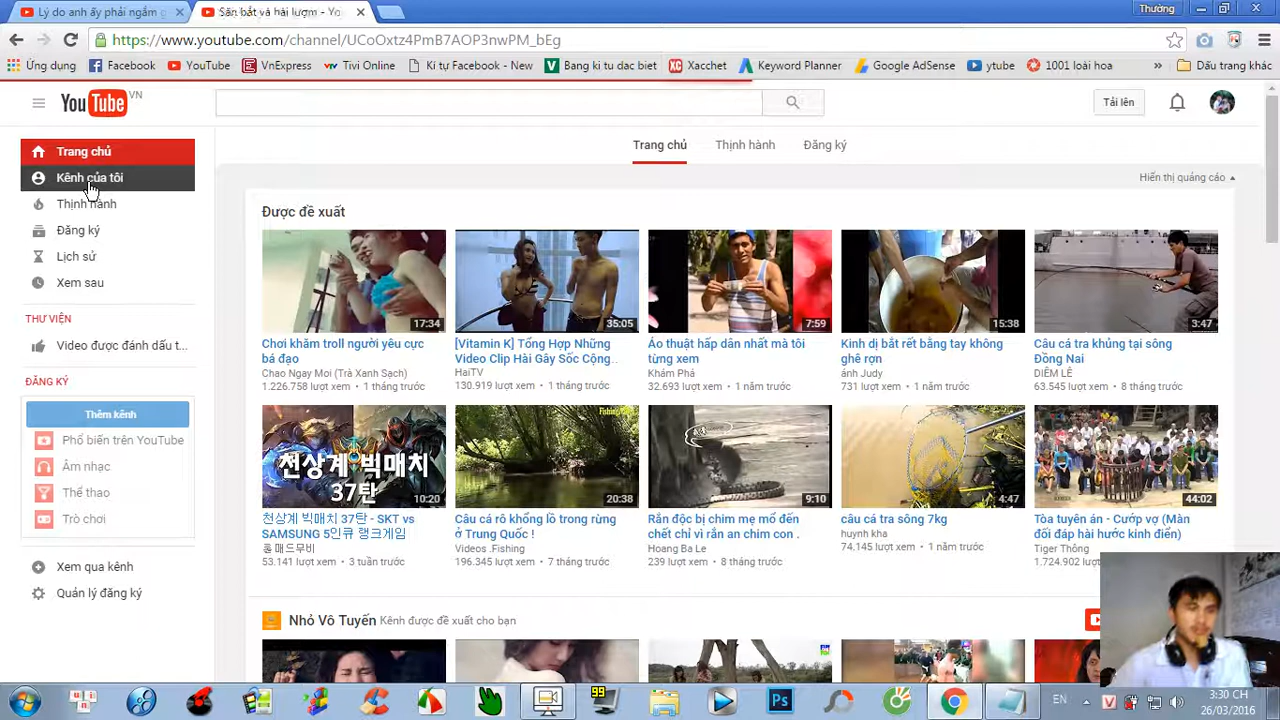 Lý do anh ấy phải ngắm g
Săn bắt và hái lượm - Yo
Thường
https://www.youtube.com/channel/UCoOxtz4PmB7AOP3nwPM_bEg
Ứng dụng
Facebook
YouTube
VnExpress
Tivi Online
Kí tự Facebook - New
Bang ki tu dac biet
Xacchet
Keyword Planner
Google AdSense
ytube
1001 loài hoa
»
Dấu trang khác
YouTube VN
Tải lên
Trang chủ
Thịnh hành
Đăng ký
Trang chủ
Kênh của tôi
Thịnh hành
Đăng ký
Lịch sử
Xem sau
THƯ VIỆN
Video được đánh dấu t...
ĐĂNG KÝ
Thêm kênh
Phổ biến trên YouTube
Âm nhạc
Thể thao
Trò chơi
Xem qua kênh
Quản lý đăng ký
Hiển thị quảng cáo
Được đề xuất
17:34
35:05
7:59
15:38
3:47
Chơi khăm troll người yêu cực
bá đạo
Chao Ngay Moi (Trà Xanh Sạch)
1.226.758 lượt xem • 1 tháng trước
[Vitamin K] Tổng Hợp Những
Video Clip Hài Gây Sốc Cộng...
HaiTV
130.919 lượt xem • 1 tháng trước
Ảo thuật hấp dẫn nhất mà tôi
từng xem
Khám Phá
32.693 lượt xem • 1 năm trước
Kinh dị bắt rết bằng tay không
ghê rợn
ánh Judy
731 lượt xem • 1 năm trước
Câu cá tra khủng tại sông
Đồng Nai
DIỄM LÊ
63.545 lượt xem • 8 tháng trước
천상계 빅매치
37탄
10:20
Fishing
20:38
9:10
4:47
44:02
천상계 빅매치 37탄 - SKT vs
SAMSUNG 5인큐 랭크게임
롤매드무비
53.141 lượt xem • 3 tuần trước
Câu cá rô khổng lồ trong rừng
ở Trung Quốc !
Videos .Fishing
196.345 lượt xem • 7 tháng trước
Rắn độc bị chim mẹ mổ đến
chết chỉ vì rắn an chim con .
Hoang Ba Le
239 lượt xem • 8 tháng trước
câu cá tra sông 7kg
huynh kha
74.145 lượt xem • 1 năm trước
Tòa tuyên án - Cướp vợ (Màn
đối đáp hài hước kinh điển)
Tiger Thông
1.724.902 lượt xem
Nhỏ Vô Tuyến Kênh được đề xuất cho bạn
99
Ps
EN
3:30 CH
26/03/2016